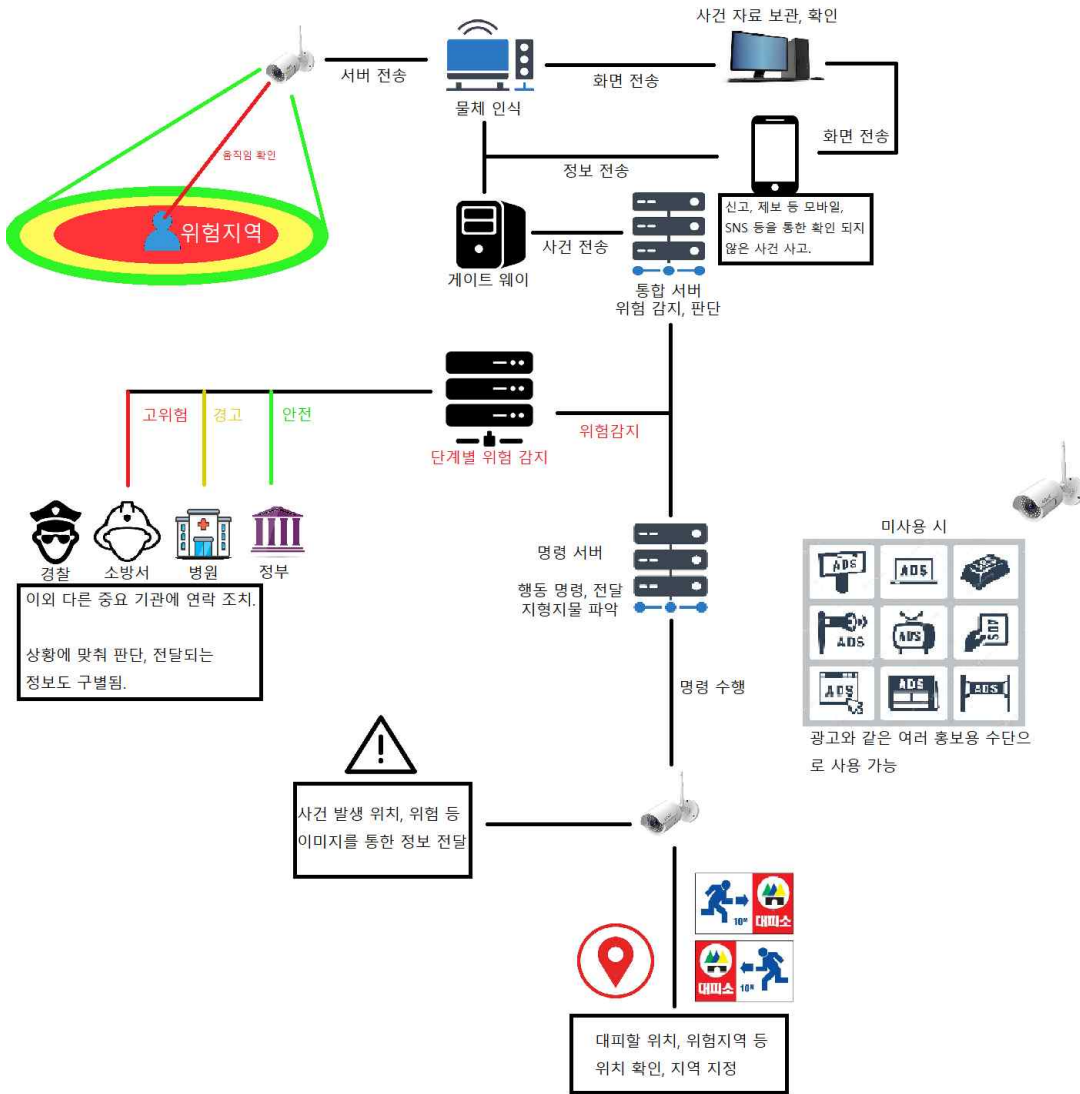 사건 자료 보관, 확인
서버 전송
화면 전송
물체 인식
화면 전송
움직임 확인
정보 전송
위험지역
신고, 제보 등 모바일,
SNS 등을 통한 확인 되지
않은 사건 사고.
사건 전송
게이트 웨이
통합 서버
위험 감지, 판단
고위험
경고
안전
위험감지
단계별 위험 감지
경찰
소방서
병원
정부
이외 다른 중요 기관에 연락 조치.
상황에 맞춰 판단, 전달되는
정보도 구별됨.
명령 서버
행동 명령, 전달
지형지물 파악
미사용 시
ADS
ADS
ADS
ADS
ADS
ADS
ADS
ADS
광고와 같은 여러 홍보용 수단으
로 사용 가능
명령 수행
사건 발생 위치, 위험 등
이미지를 통한 정보 전달
10M
대피소
대피소
10M
대피할 위치, 위험지역 등
위치 확인, 지역 지정